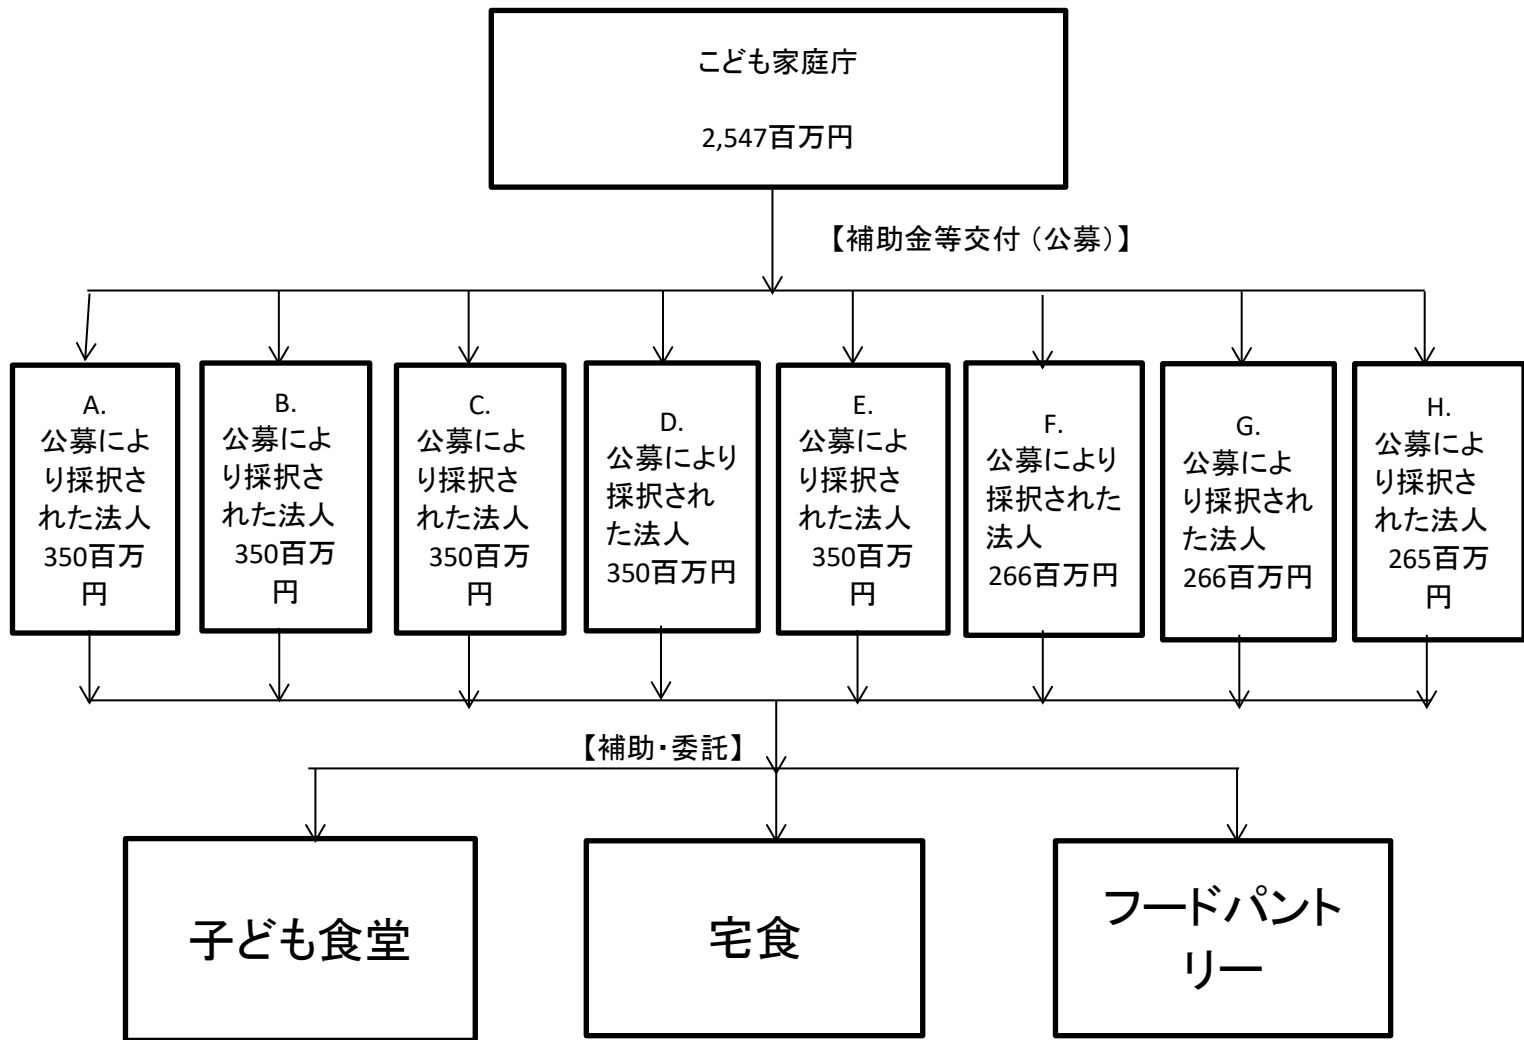 こども家庭庁
2,547百万円
【補助金等交付（公募）】
A.
公募によ
り採択さ
れた法人
350百万
円
B.
公募によ
り採択さ
れた法人
350百万
円
C.
公募によ
り採択さ
れた法人
350百万
円
D.
公募により
採択され
た法人
350百万円
E.
公募によ
り採択さ
れた法人
350百万
円
F.
公募により
採択された
法人
266百万円
G.
公募によ
り採択され
た法人
266百万円
H.
公募によ
り採択さ
れた法人
265百万
円
【補助・委託】
子ども食堂
宅食
フードパント
リー